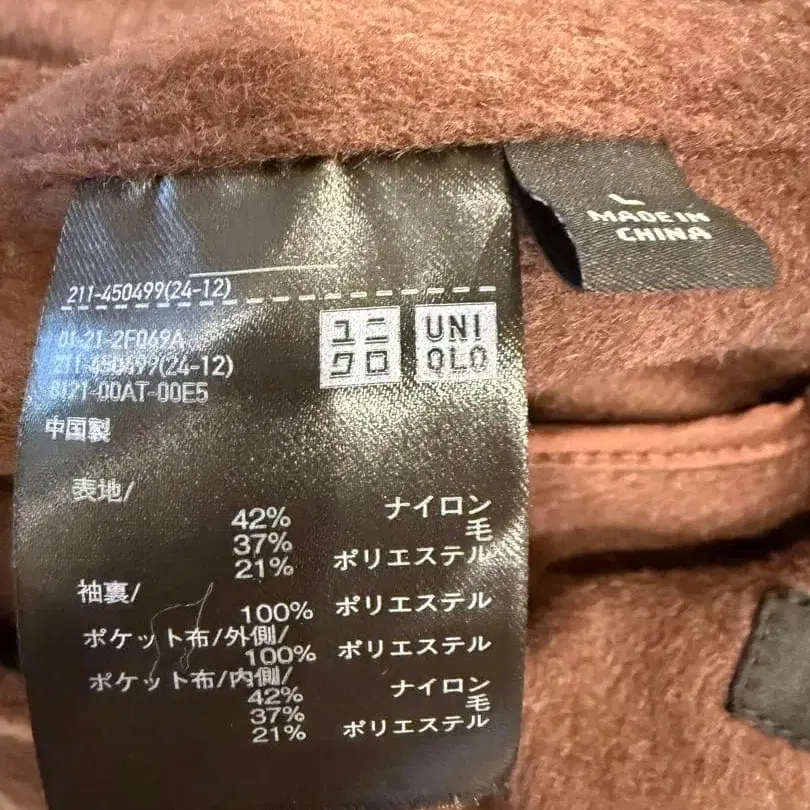 L
MADE IN
CHINA
211-450499(24-12)
01-21-2F069A
211-450499(24-12)
0121-00AT-00E5
ユニ
クロ
UNI
QLO
中国製
表地/
42% ナイロン
37% 毛
21% ポリエステル
袖裏/
100% ポリエステル
ポケット布/外側/
100% ポリエステル
ポケット布/内側/
42% ナイロン
37% 毛
21% ポリエステル